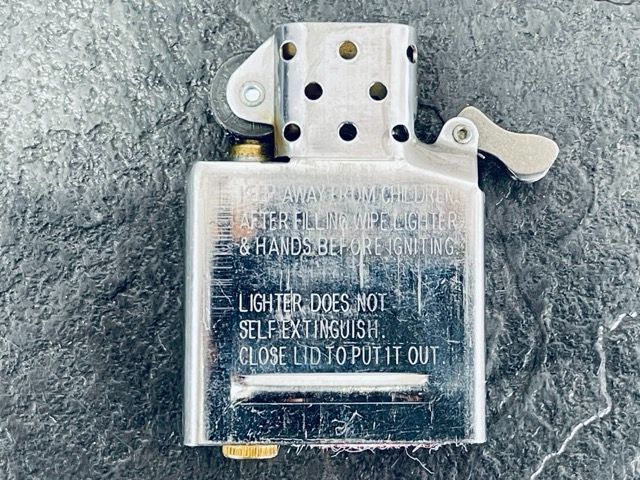 KEEP AWAY FROM CHILDREN.
AFTER FILLING WIPE LIGHTER
& HANDS BEFORE IGNITING.
LIGHTER DOES NOT
SELF EXTINGUISH.
CLOSE LID TO PUT IT OUT